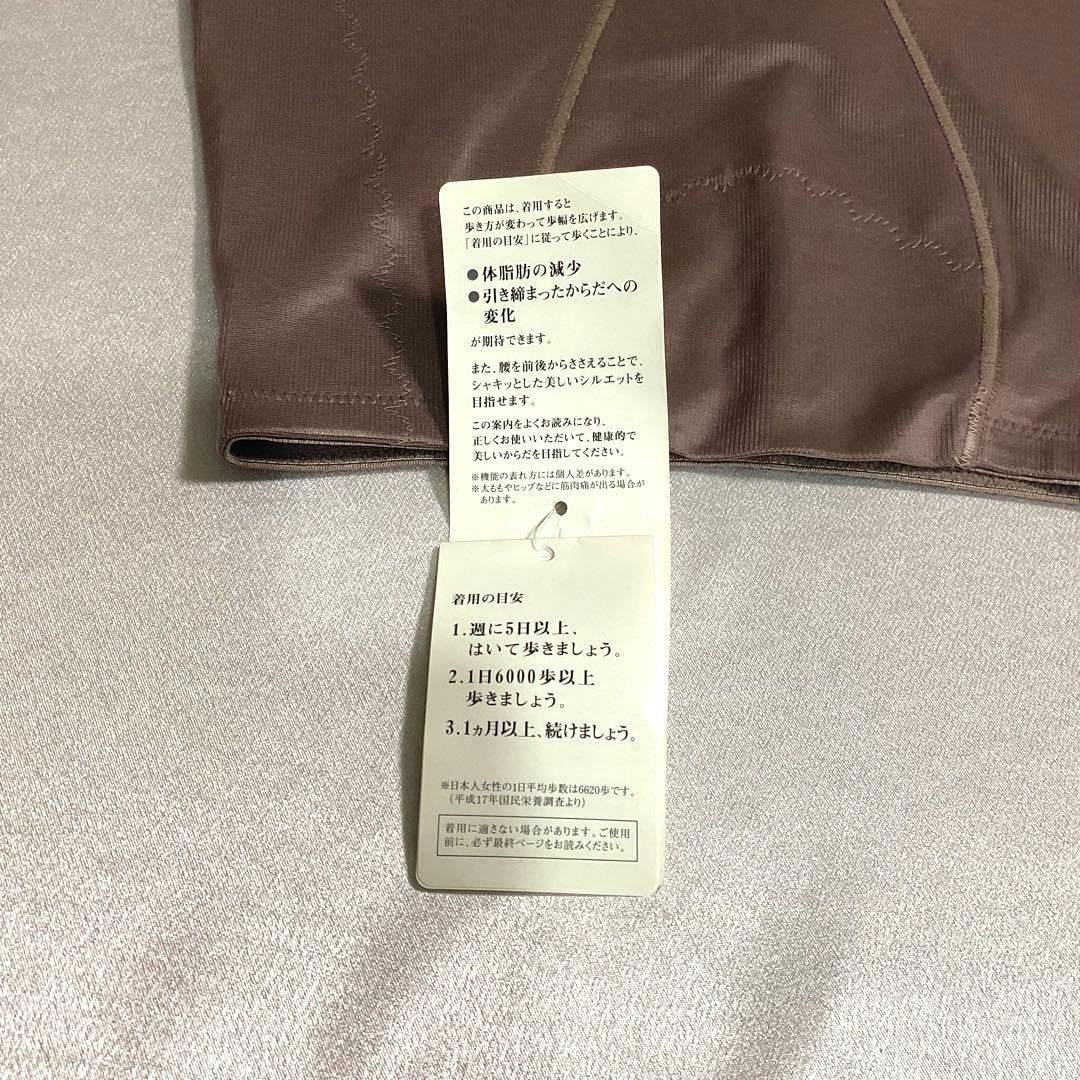 この商品は、着用すると
歩き方が変わって歩幅を広げます。
「着用の目安」に従って歩くことにより、
●体脂肪の減少
●引き締まったからだへの
変化
が期待できます。
また、腰を前後からささえることで、
シャキッとした美しいシルエットを
目指せます。
この案内をよくお読みになり、
正しくお使いいただいて、健康的で
美しいからだを目指してください。
※機能の表れ方には個人差があります。
※太ももやヒップなどに筋肉痛が出る場合が
あります。
着用の目安
1.週に5日以上、
はいて歩きましょう。
2.1日6000歩以上
歩きましょう。
3.1ヵ月以上、続けましょう。
※日本人女性の1日平均歩数は6620歩です。
(平成17年国民栄養調査より)
着用に適さない場合があります。ご使用
前に、必ず最終ページをお読みください。